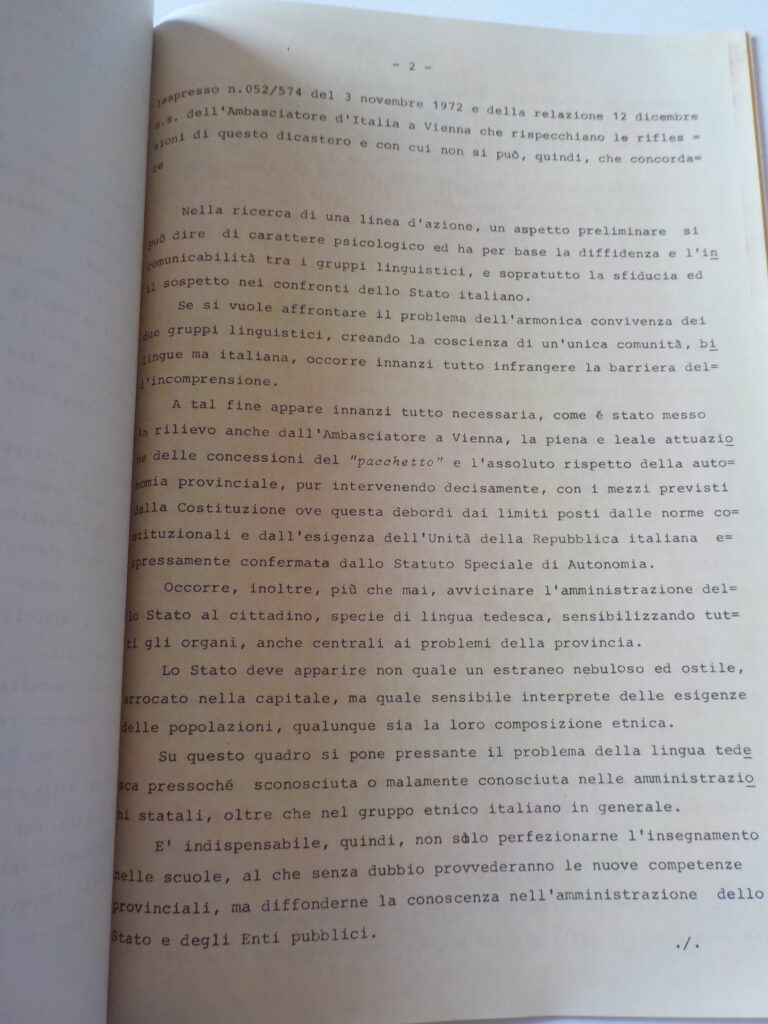 - 2 -
lespresso n.052/574 del 3 novembre 1972 e della relazione 12 dicembre
u.s. dell'Ambasciatore d'Italia a Vienna che rispecchiano le rifles =
sioni di questo dicastero e con cui non si può, quindi, che concorda=
re
Nella ricerca di una linea d'azione, un aspetto preliminare si
può dire di carattere psicologico ed ha per base la diffidenza e l'in
comunicabilità tra i gruppi linguistici, e sopratutto la sfiducia ed
il sospetto nei confronti dello Stato italiano.
Se si vuole affrontare il problema dell'armonica convivenza dei
due gruppi linguistici, creando la coscienza di un'unica comunità, bi
lingue ma italiana, occorre innanzi tutto infrangere la barriera del=
l'incomprensione.
A tal fine appare innanzi tutto necessaria, come é stato messo
in rilievo anche dall'Ambasciatore a Vienna, la piena e leale attuazio
ne delle concessioni del "pacchetto" e l'assoluto rispetto della auto=
nomia provinciale, pur intervenendo decisamente, con i mezzi previsti
dalla Costituzione ove questa debordi dai limiti posti dalle norme co=
stituzionali e dall'esigenza dell'Unità della Repubblica italiana e=
spressamente confermata dallo Statuto Speciale di Autonomia.
Occorre, inoltre, più che mai, avvicinare l'amministrazione del=
lo Stato al cittadino, specie di lingua tedesca, sensibilizzando tut=
ti gli organi, anche centrali ai problemi della provincia.
Lo Stato deve apparire non quale un estraneo nebuloso ed ostile,
arroccato nella capitale, ma quale sensibile interprete delle esigenze
delle popolazioni, qualunque sia la loro composizione etnica.
Su questo quadro si pone pressante il problema della lingua tede
sca pressoché sconosciuta o malamente conosciuta nelle amministrazio
ni statali, oltre che nel gruppo etnico italiano in generale.
E' indispensabile, quindi, non sòlo perfezionarne l'insegnamento
nelle scuole, al che senza dubbio provvederanno le nuove competenze
provinciali, ma diffonderne la conoscenza nell'amministrazione dello
Stato e degli Enti pubblici.
./.